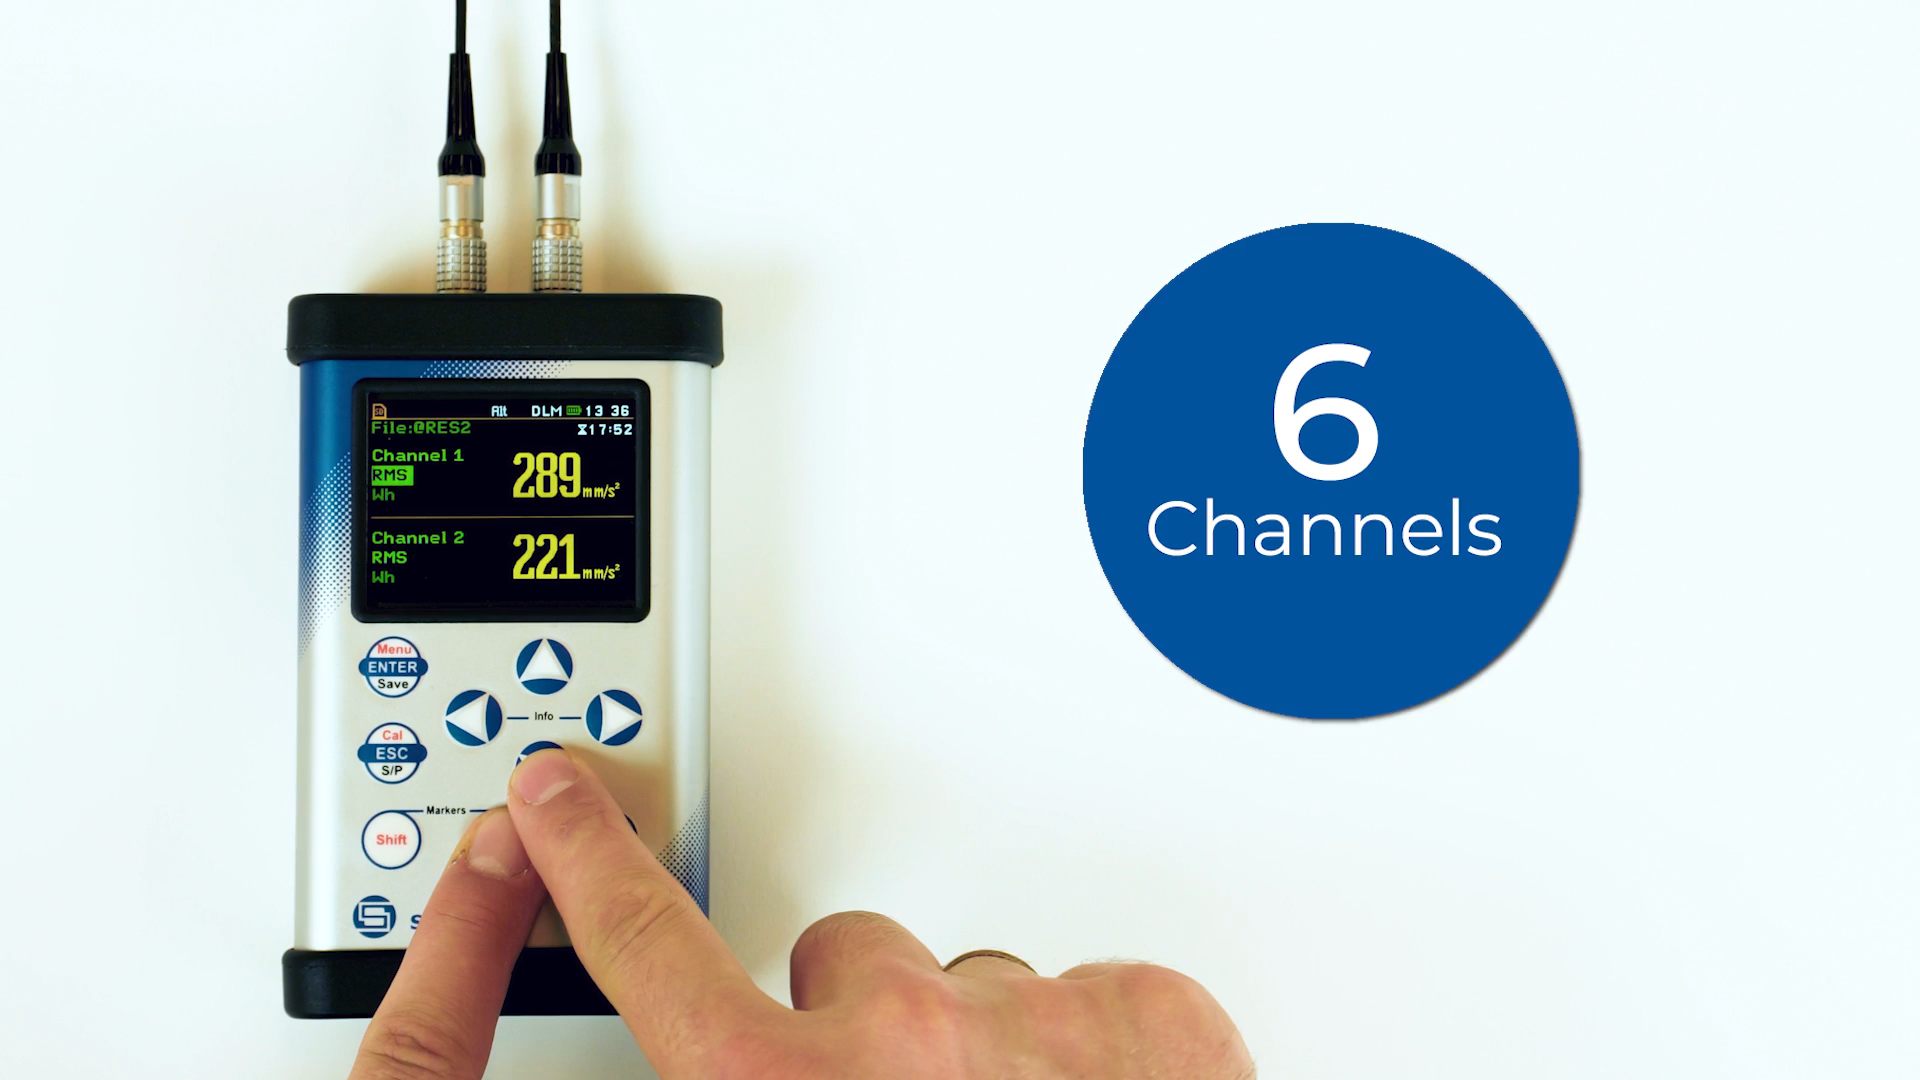 Alt DLM 13 36
File:@RES2 17:52
Channel 1
RMS 289 mm/s²
Wh
Channel 2
RMS 221 mm/s²
Wh
Menu
ENTER
Save
Info
Cal
ESC
S/P
Markers
Shift
6
Channels